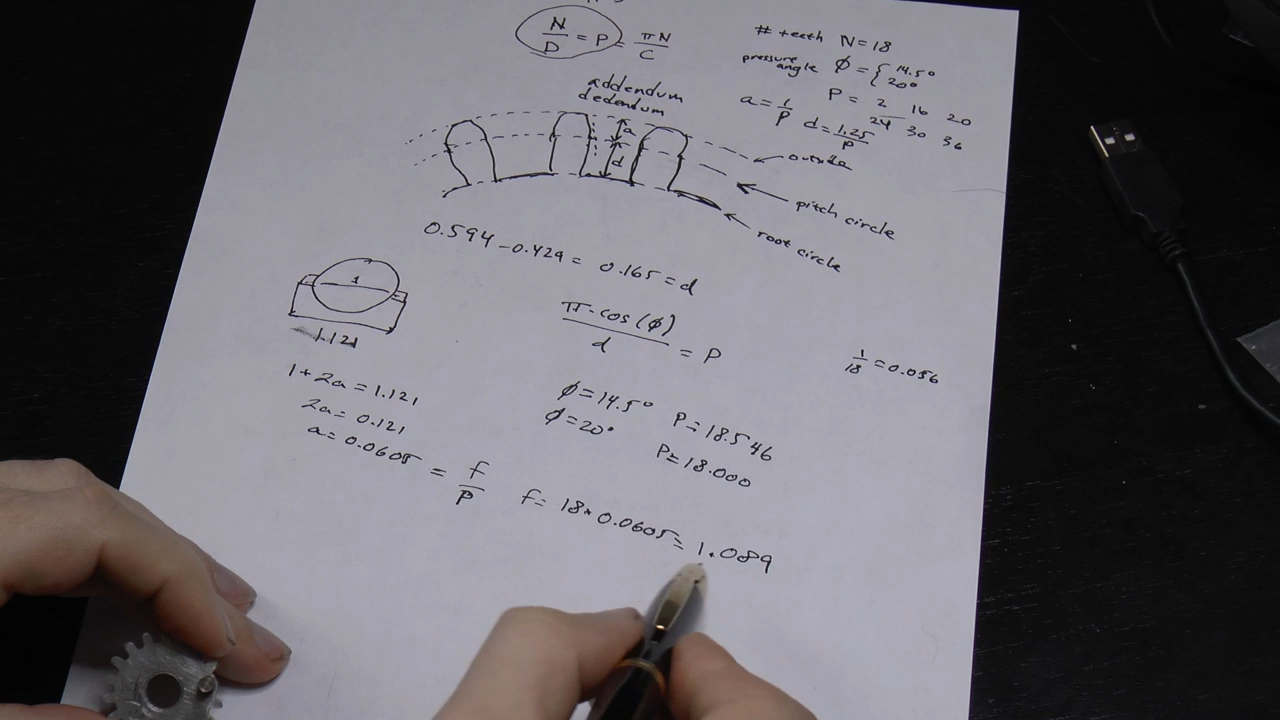 N/D = P = πN/C
# teeth N=18
pressure angle ϕ = { 14.5° 20°
P = 2 16 20
24 30 36
a = 1/P d = 1.25/P
addendum
dedendum
a
d
outside
pitch circle
root circle
0.594 - 0.429 = 0.165 = d
1
1.121
π·cos(ϕ)/d = P
1/18 = 0.056
1 + 2a = 1.121
2a = 0.121
a = 0.0605 = f/P
ϕ = 14.5° P = 18.546
ϕ = 20° P = 18.000
f = 18 * 0.0605 = 1.089